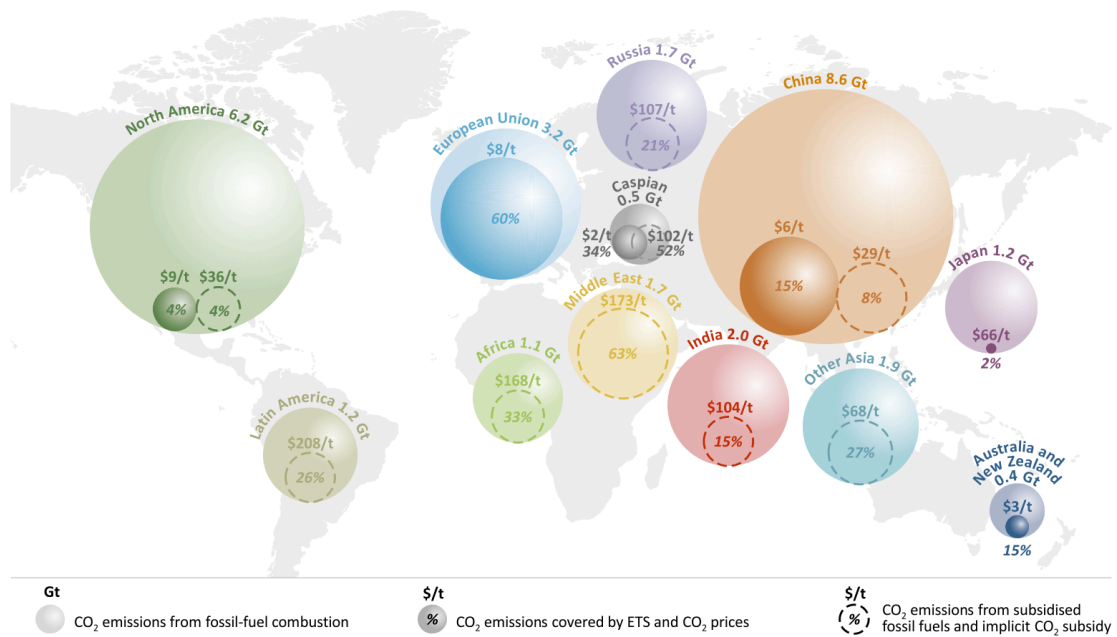 Russia 1.7 Gt
$107/t
21%
China 8.6 Gt
$6/t
15%
$29/t
8%
North America 6.2 Gt
$9/t
4%
$36/t
4%
European Union 3.2 Gt
$8/t
60%
Caspian
0.5 Gt
$2/t
34%
$102/t
52%
Japan 1.2 Gt
$66/t
2%
Middle East 1.7 Gt
$173/t
63%
Africa 1.1 Gt
$168/t
33%
India 2.0 Gt
$104/t
15%
Other Asia 1.9 Gt
$68/t
27%
Latin America 1.2 Gt
$208/t
26%
Australia and
New Zealand
0.4 Gt
$3/t
15%
Gt
CO₂ emissions from fossil-fuel combustion
$/t
%
CO₂ emissions covered by ETS and CO₂ prices
$/t
%
CO₂ emissions from subsidised
fossil fuels and implicit CO₂ subsidy